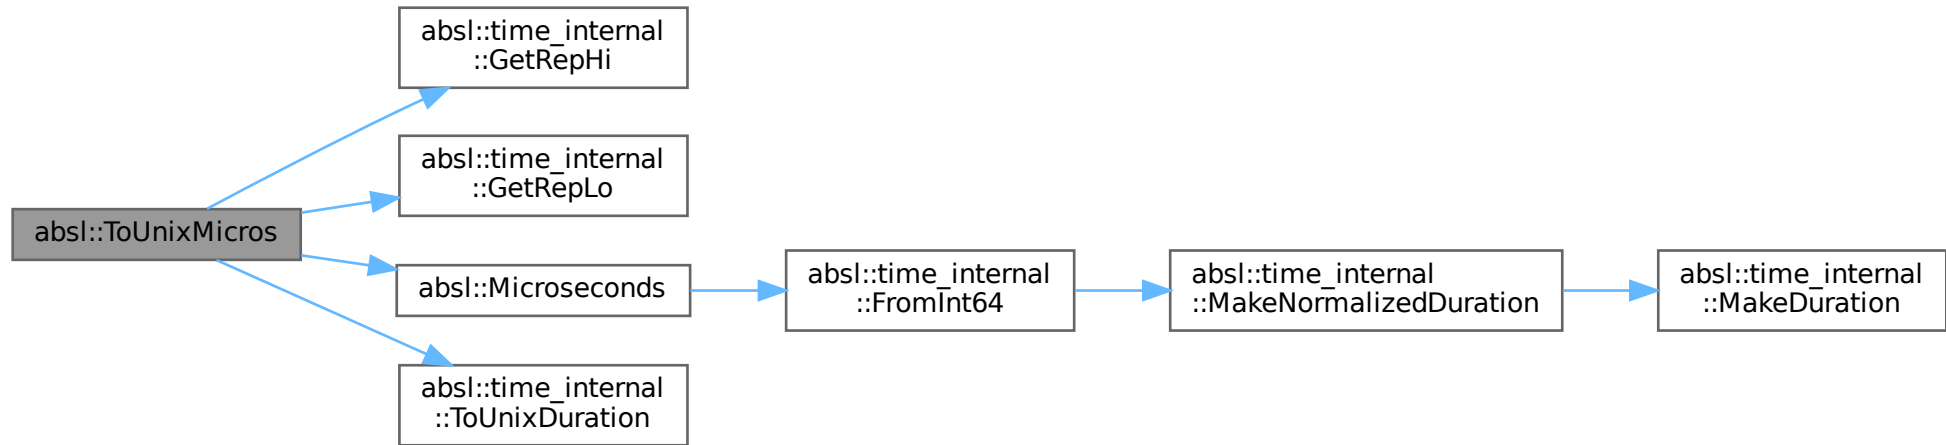 absl::time_internal
::GetRepHi
absl::time_internal
::GetRepLo
absl::ToUnixMicros
absl::Microseconds
absl::time_internal
::FromInt64
absl::time_internal
::MakeNormalizedDuration
absl::time_internal
::MakeDuration
absl::time_internal
::ToUnixDuration